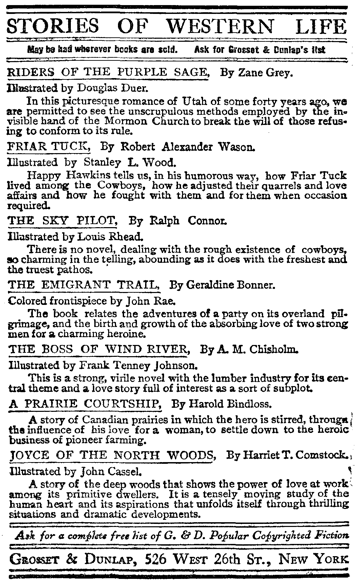 STORIES OF WESTERN LIFE
May be had wherever books are sold. Ask for Grosset & Dunlap's list
RIDERS OF THE PURPLE SAGE, By Zane Grey.
Illustrated by Douglas Duer.
In this picturesque romance of Utah of some forty years ago, we
are permitted to see the unscrupulous methods employed by the in-
visible hand of the Mormon Church to break the will of those refus-
ing to conform to its rule.
FRIAR TUCK, By Robert Alexander Wason.
Illustrated by Stanley L. Wood.
Happy Hawkins tells us, in his humorous way, how Friar Tuck
lived among the Cowboys, how he adjusted their quarrels and love
affairs and how he fought with them and for them when occasion
required.
THE SKY PILOT, By Ralph Connor.
Illustrated by Louis Rhead.
There is no novel, dealing with the rough existence of cowboys,
so charming in the telling, abounding as it does with the freshest and
the truest pathos.
THE EMIGRANT TRAIL, By Geraldine Bonner.
Colored frontispiece by John Rae.
The book relates the adventures of a party on its overland pil-
grimage, and the birth and growth of the absorbing love of two strong
men for a charming heroine.
THE BOSS OF WIND RIVER, By A. M. Chisholm.
Illustrated by Frank Tenney Johnson.
This is a strong, virile novel with the lumber industry for its cen-
tral theme and a love story full of interest as a sort of subplot.
A PRAIRIE COURTSHIP, By Harold Bindloss.
A story of Canadian prairies in which the hero is stirred, through
the influence of his love for a woman, to settle down to the heroic
business of pioneer farming.
JOYCE OF THE NORTH WOODS, By Harriet T. Comstock.
Illustrated by John Cassel.
A story of the deep woods that shows the power of love at work
among its primitive dwellers. It is a tensely moving study of the
human heart and its aspirations that unfolds itself through thrilling
situations and dramatic developments.
Ask for a complete free list of G. & D. Popular Copyrighted Fiction
GROSSET & DUNLAP, 526 WEST 26th ST., NEW YORK